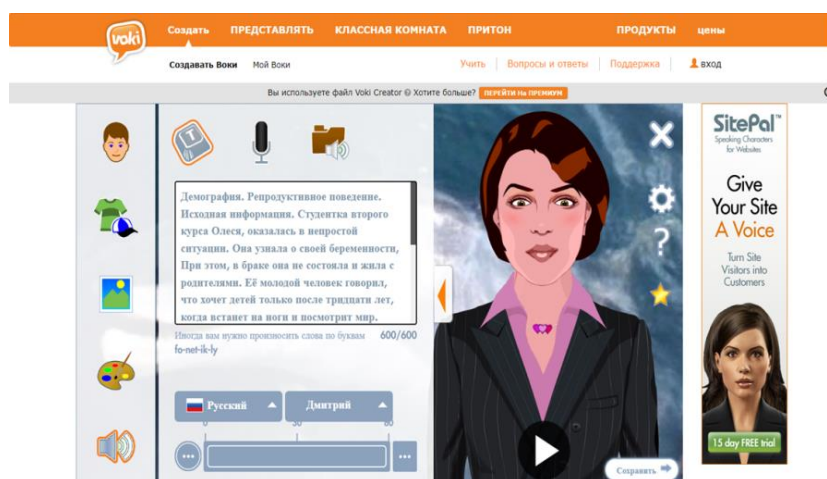 voki
Создать ПРЕДСТАВЛЯТЬ КЛАССНАЯ КОМНАТА ПРИТОН ПРОДУКТЫ цены
Создавать Воки Мой Воки Учить Вопросы и ответы Поддержка вход
Вы используете файл Voki Creator Хотите больше? ПЕРЕЙТИ На ПРЕМИУМ
T
Демография. Репродуктивное поведение.
Исходная информация. Студентка второго
курса Олеся, оказалась в непростой
ситуации. Она узнала о своей беременности,
При этом, в браке она не состояла и жила с
родителями. Её молодой человек говорил,
что хочет детей только после тридцати лет,
когда встанет на ноги и посмотрит мир.
Иногда вам нужно произносить слова по буквам 600/600
fo-net-ik-ly
Русский Дмитрий
Сохранить
SitePal™
Speaking Characters
for Websites
Give
Your Site
A Voice
Turn Site
Visitors into
Customers
15 day FREE trial